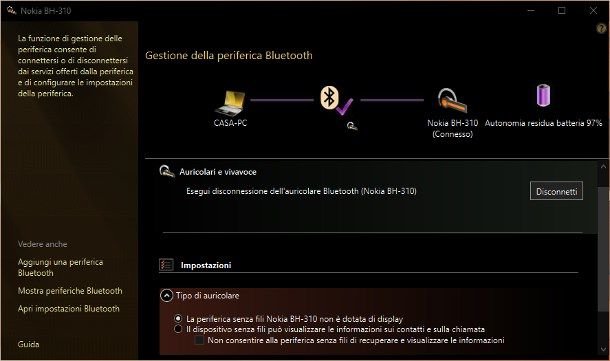 Nokia BH-310
La funzione di gestione delle
periferica consente di
connettersi o di disconnettersi
dai servizi offerti dalla periferica
e di configurare le impostazioni
della periferica.
Gestione della periferica Bluetooth
CASA-PC
Nokia BH-310
(Connesso)
Autonomia residua batteria 97%
Auricolari e vivavoce
Esegui disconnessione dell'auricolare Bluetooth (Nokia BH-310)
Disconnetti
Vedere anche
Aggiungi una periferica
Bluetooth
Mostra periferiche Bluetooth
Apri impostazioni Bluetooth
Guida
Impostazioni
Tipo di auricolare
La periferica senza fili Nokia BH-310 non è dotata di display
Il dispositivo senza fili può visualizzare le informazioni sui contatti e sulla chiamata
Non consentire alla periferica senza fili di recuperare e visualizzare le informazioni